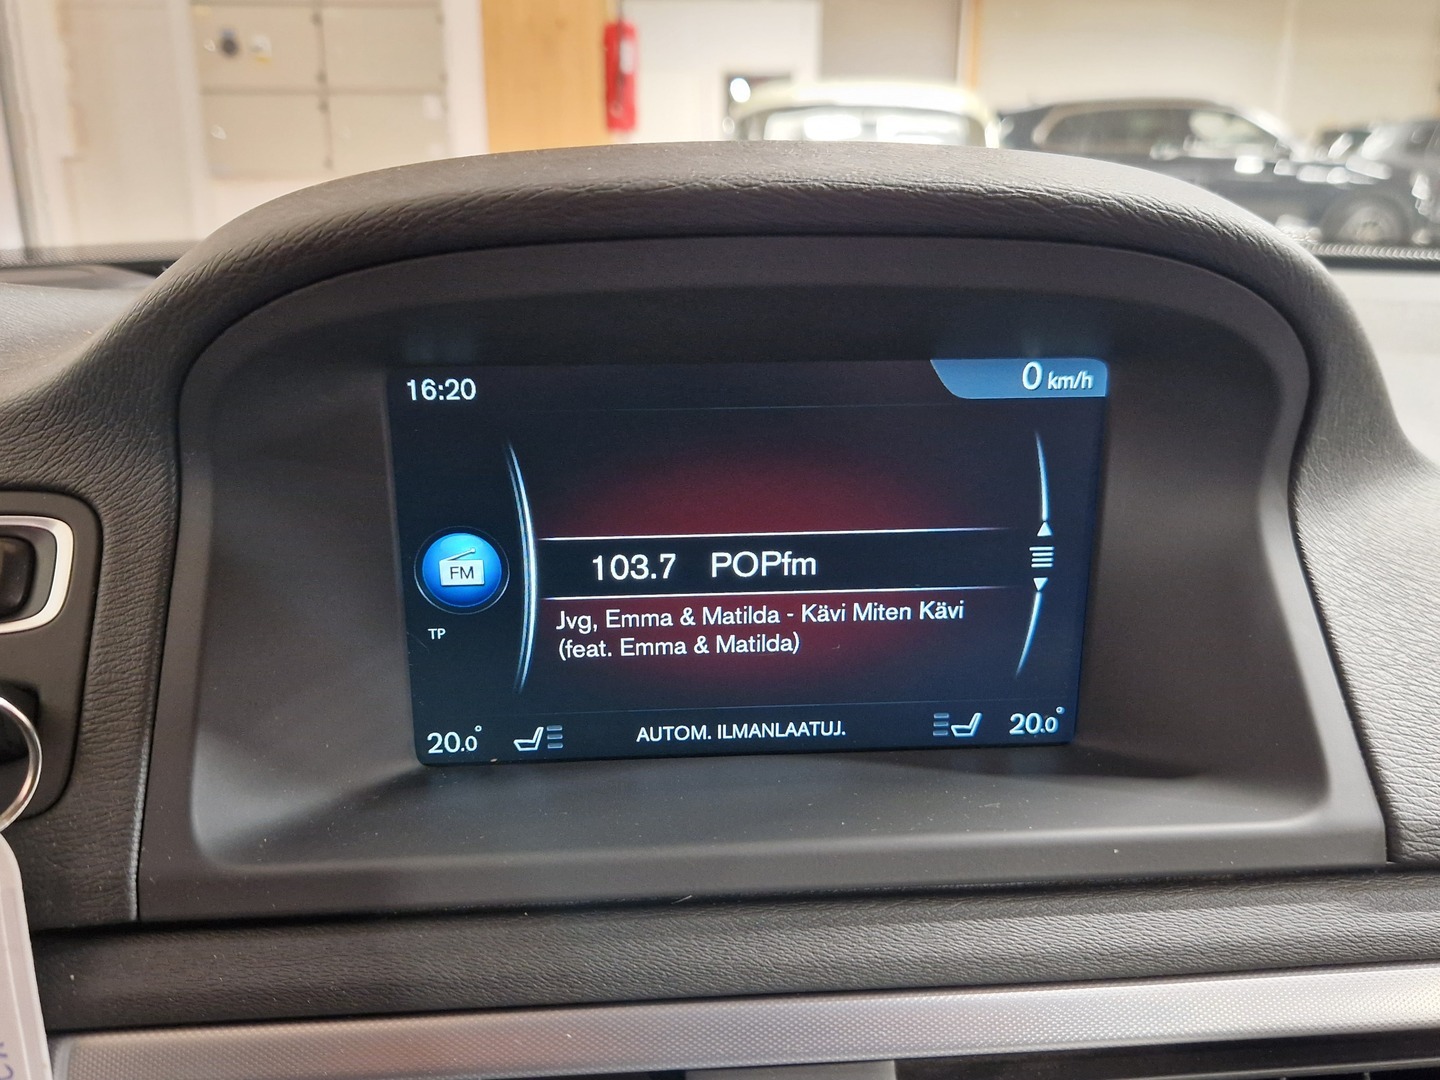 16:20
0 km/h
FM
103.7 POPfm
TP
Jvg, Emma & Matilda - Kävi Miten Kävi
(feat. Emma & Matilda)
20.0° AUTOM. ILMANLAATUJ. 20.0°